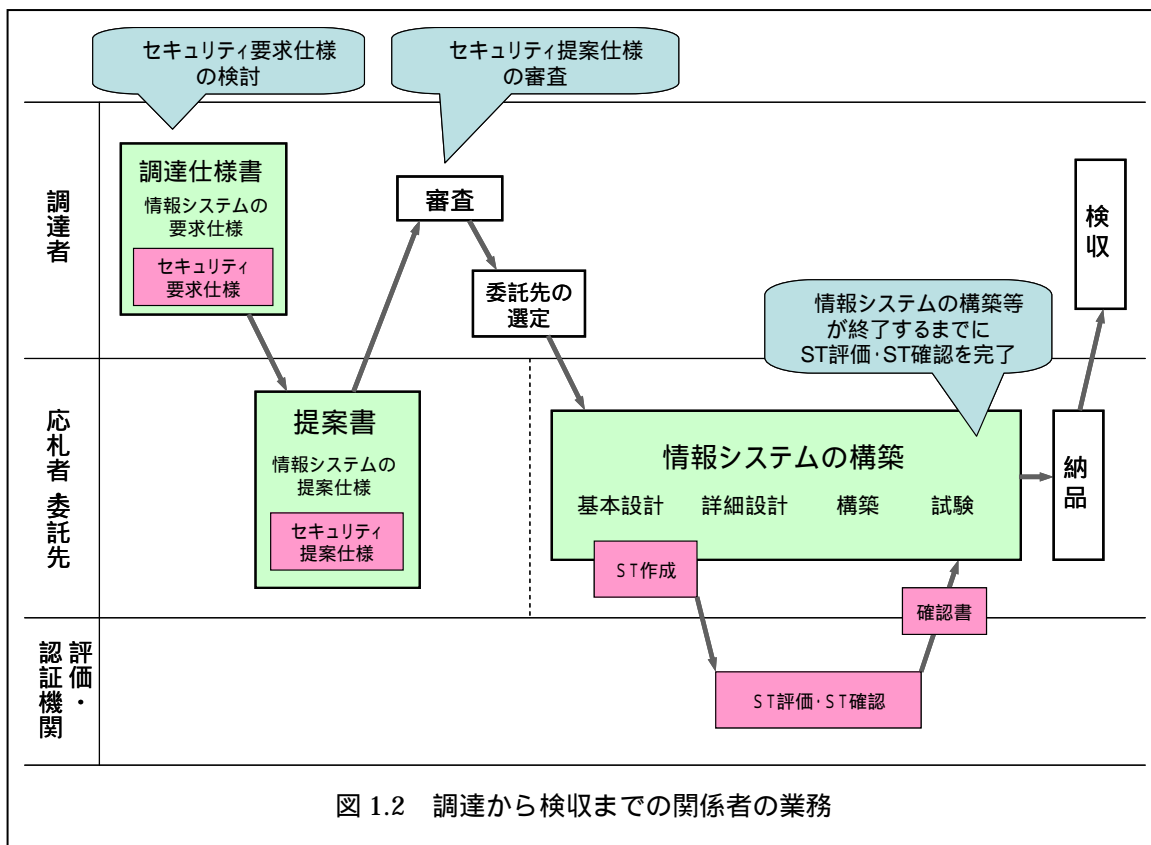 セキュリティ要求仕様
の検討
セキュリティ提案仕様
の審査
調達者
調達仕様書
情報システムの
要求仕様
セキュリティ
要求仕様
審査
委託先の
選定
検収
情報システムの構築等
が終了するまでに
ST評価･ST確認を完了
応札者 委託先
提案書
情報システムの
提案仕様
セキュリティ
提案仕様
情報システムの構築
基本設計 詳細設計 構築 試験
納品
ST作成
確認書
評価・
認証機関
ST評価･ST確認
図 1.2 調達から検収までの関係者の業務